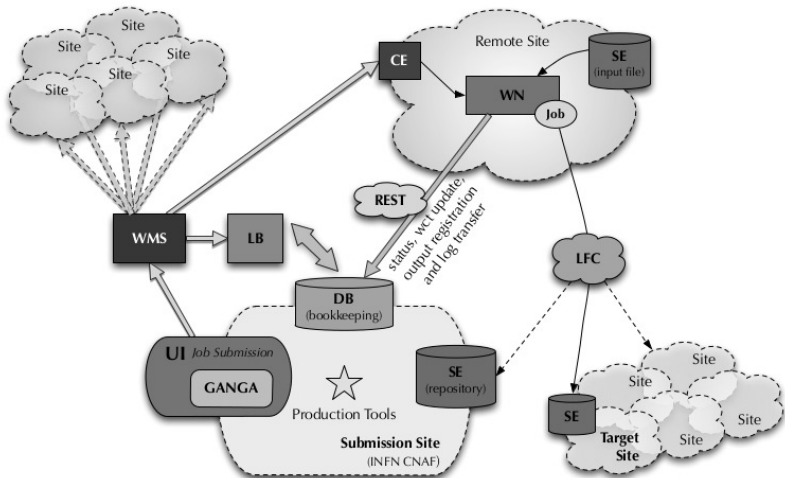 Site
Site
Site
Site
Site
Site
CE
Remote Site
SE
(input file)
WN
Job
REST
status, wct update,
output registration
and log transfer
WMS
LB
LFC
DB
(bookkeeping)
UI Job Submission
GANGA
Production Tools
SE
(repository)
Submission Site
(INFN CNAF)
Site
Site
Site
Site
SE
Target
Site